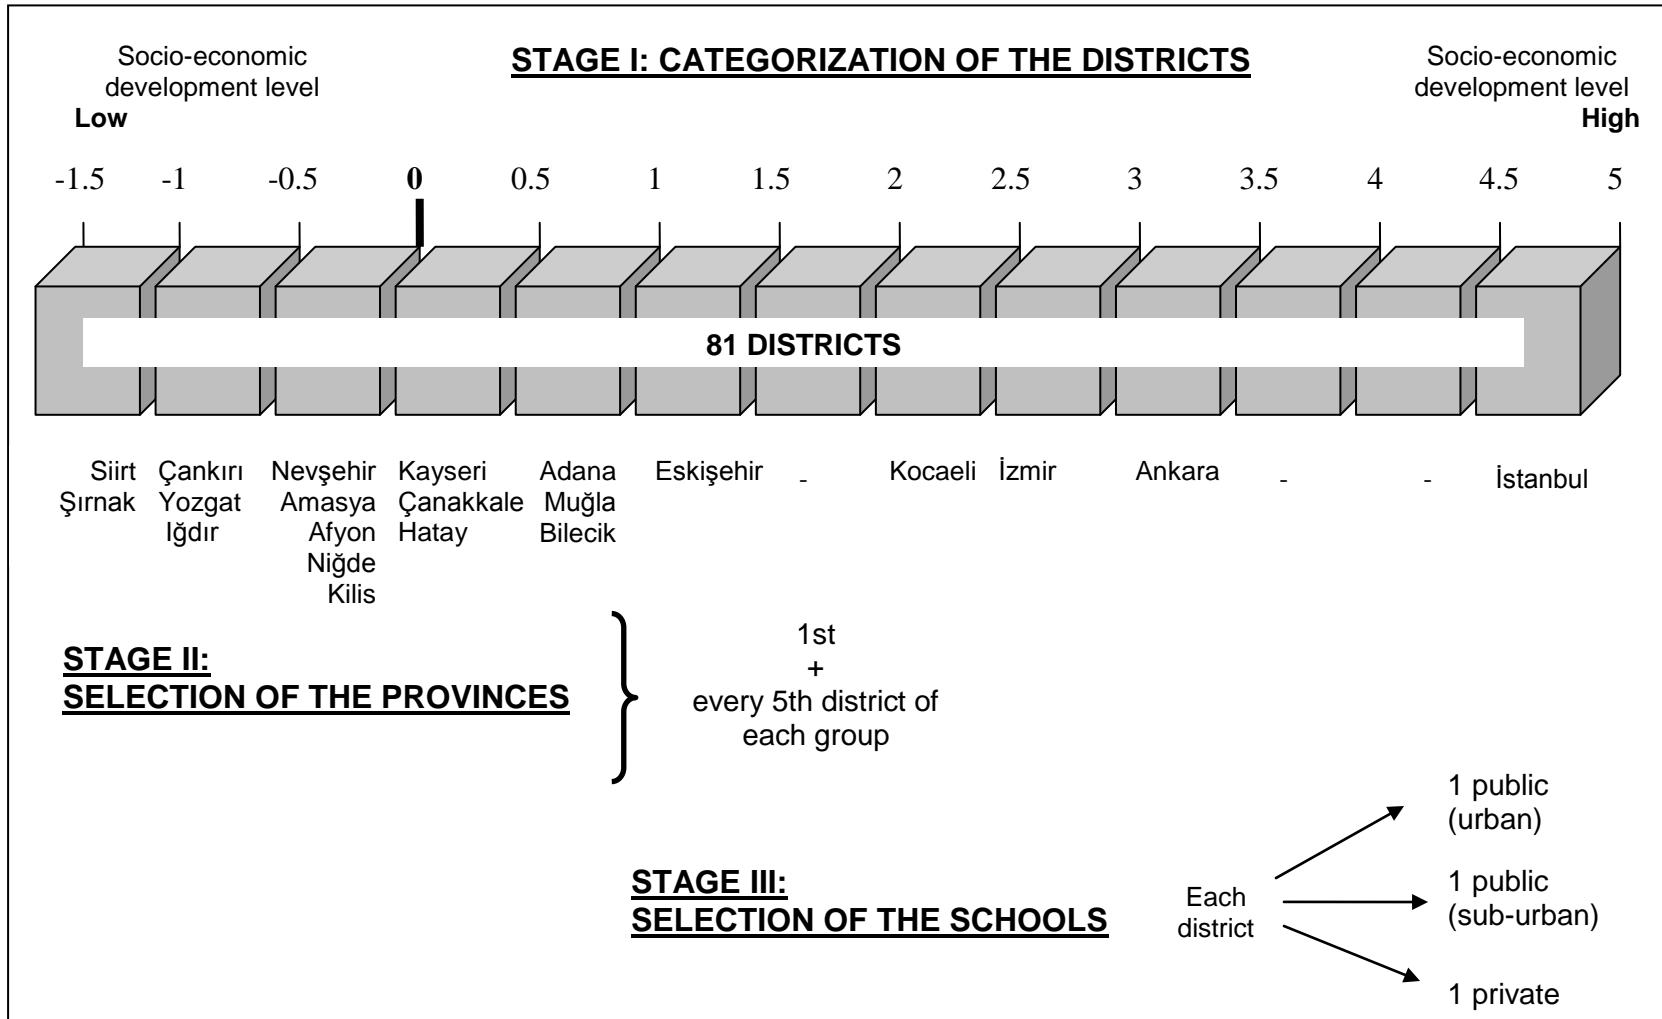 Socio-economic
development level
Low
STAGE I: CATEGORIZATION OF THE DISTRICTS
Socio-economic
development level
High
-1.5 -1 -0.5 0 0.5 1 1.5 2 2.5 3 3.5 4 4.5 5
81 DISTRICTS
Siirt
Şırnak
Çankırı
Yozgat
Iğdır
Nevşehir
Amasya
Afyon
Niğde
Kilis
Kayseri
Çanakkale
Hatay
Adana
Muğla
Bilecik
Eskişehir
-
Kocaeli
İzmir
Ankara
-
-
İstanbul
STAGE II:
SELECTION OF THE PROVINCES
1st
+
every 5th district of
each group
STAGE III:
SELECTION OF THE SCHOOLS
Each
district
1 public
(urban)
1 public
(sub-urban)
1 private